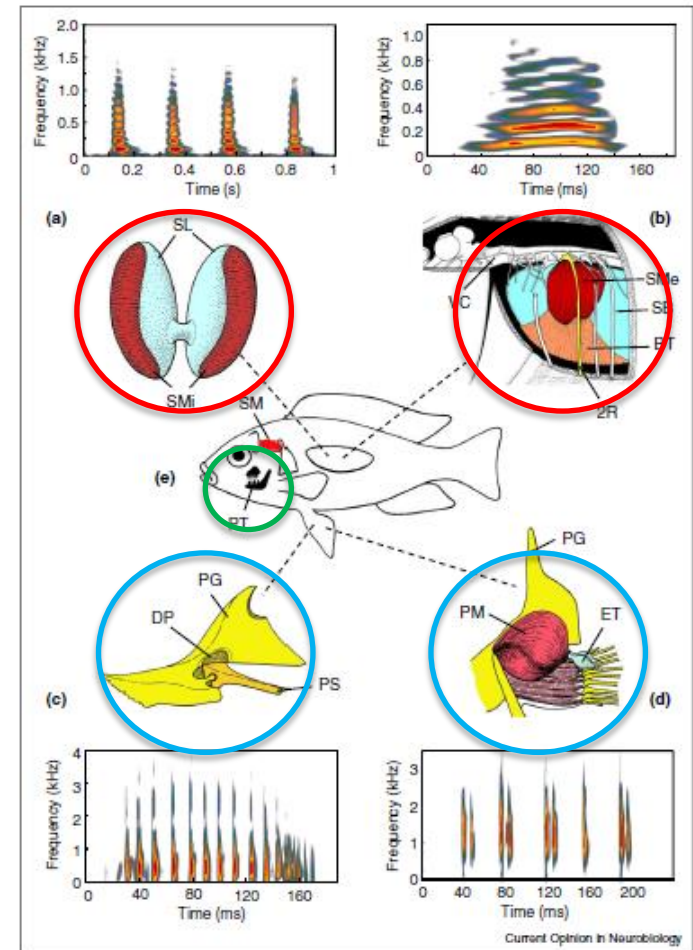 2.0
1.5
1.0
0.5
0
Frequency (kHz)
0 0.2 0.4 0.6 0.8 1
Time (s)
1.0
0.8
0.6
0.4
0.2
0
Frequency (kHz)
40 80 120 160
Time (ms)
(a)
SL
SMi
(b)
VC
SMe
SB
BT
2R
SM
(e)
PT
PG
DP
PS
(c)
PG
PM
ET
(d)
4
3
2
1
0
Frequency (kHz)
0 40 80 120 160
Time (ms)
3
2
1
0
Frequency (kHz)
0 40 80 120 160 200
Time (ms)
Current Opinion in Neurobiology